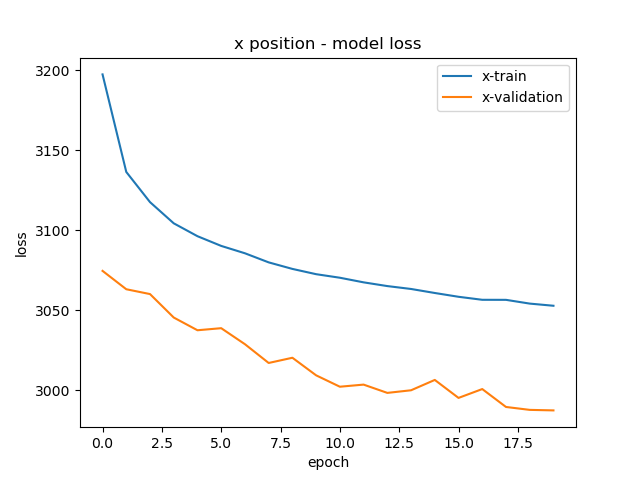 x position - model loss
x-train
x-validation
3200
3150
3100
3050
3000
loss
0.0 2.5 5.0 7.5 10.0 12.5 15.0 17.5
epoch